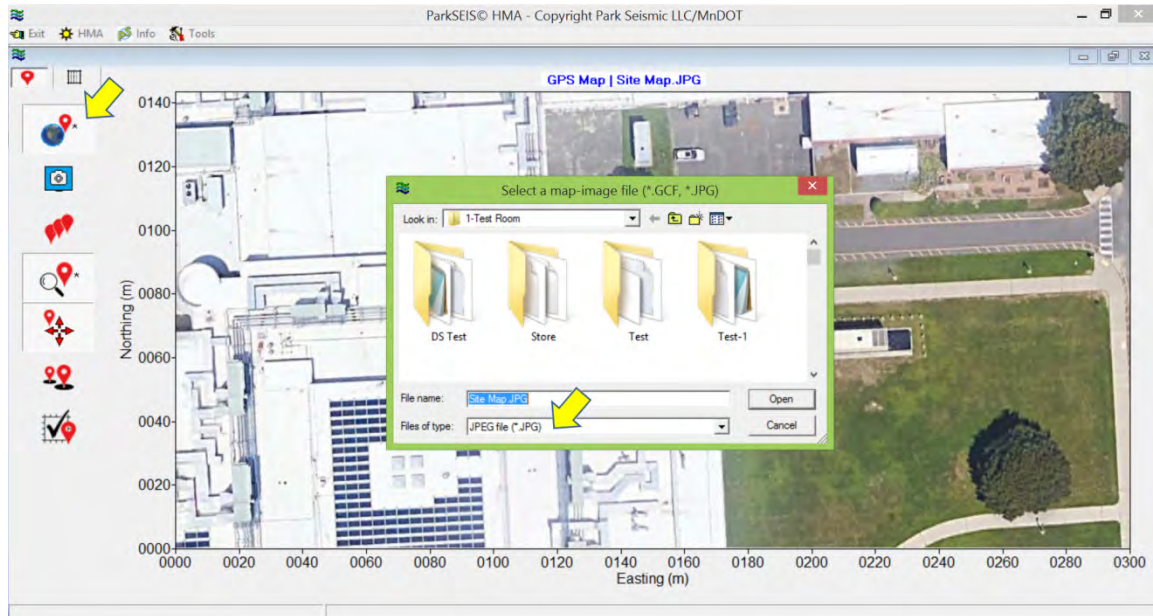 ParkSEIS© HMA - Copyright Park Seismic LLC/MnDOT
Exit HMA Info Tools
GPS Map | Site Map.JPG
Select a map-image file (*.GCF, *.JPG)
Look in: 1-Test Room
DS Test Store Test Test-1
File name: Site Map.JPG Open
Files of type: JPEG file (*.JPG) Cancel
Northing (m)
0140
0120
0100
0080
0060
0040
0020
0000
0000 0020 0040 0060 0080 0100 0120 0140 0160 0180 0200 0220 0240 0260 0280 0300
Easting (m)